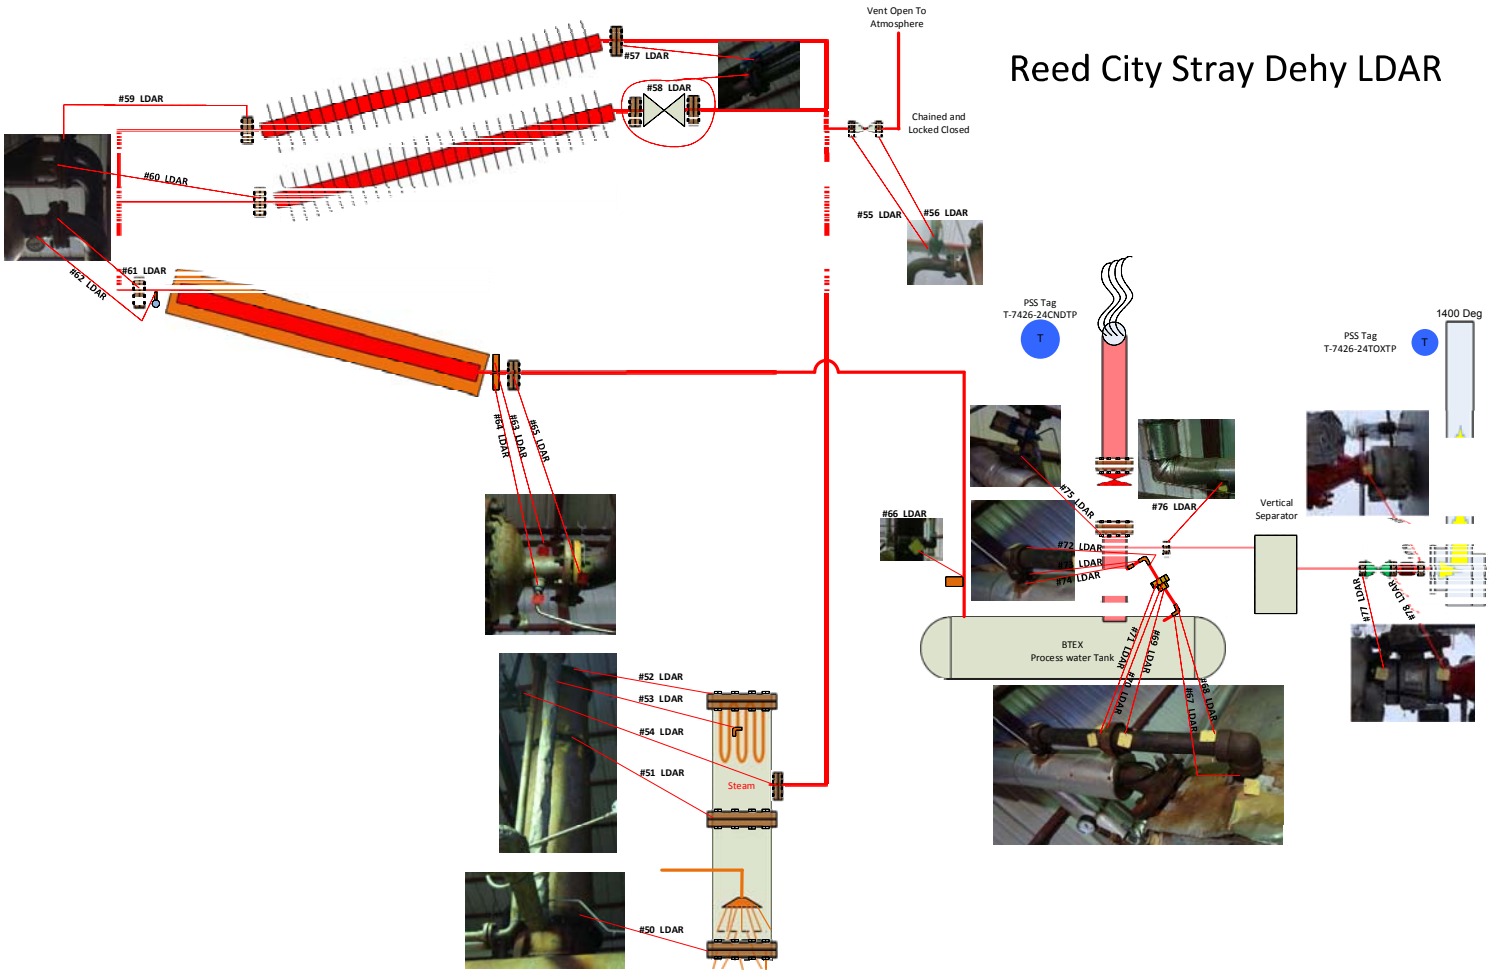 Vent Open To
Atmosphere
Reed City Stray Dehy LDAR
#57 LDAR
#58 LDAR
#59 LDAR
Chained and
Locked Closed
#60 LDAR
#55 LDAR
#56 LDAR
#61 LDAR
#62 LDAR
PSS Tag
T-7426-24CNDTP
T
1400 Deg
PSS Tag
T-7426-24TOXTP
T
#64 LDAR
#63 LDAR
#65 LDAR
#75 LDAR
#76 LDAR
#66 LDAR
Vertical
Separator
#72 LDAR
#73 LDAR
#74 LDAR
#77 LDAR
#78 LDAR
BTEX
Process water Tank
#71 LDAR
#70 LDAR
#69 LDAR
#67 LDAR
#68 LDAR
#52 LDAR
#53 LDAR
#54 LDAR
#51 LDAR
Steam
#50 LDAR